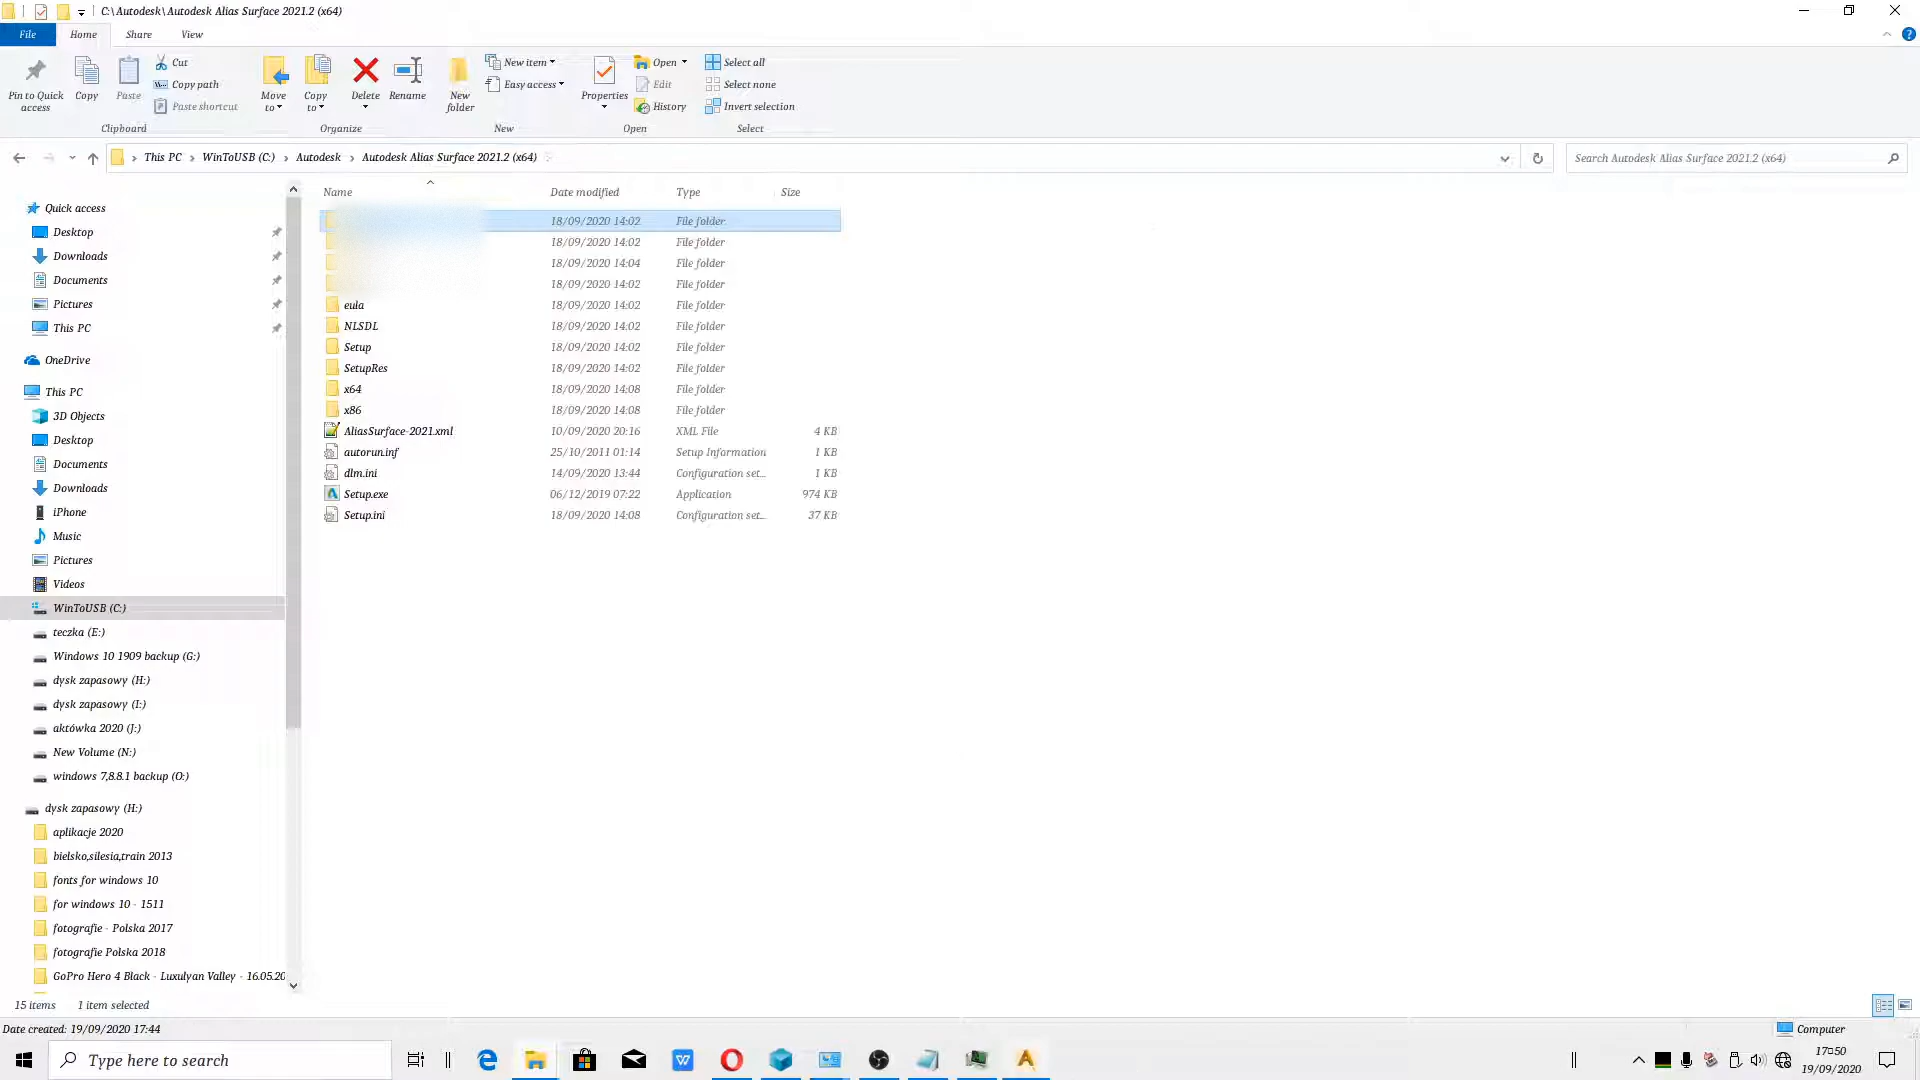 C:\Autodesk\Autodesk Alias Surface 2021.2 (x64)
File Home Share View
Pin to Quick access
Copy
Paste
Cut
Copy path
Paste shortcut
Clipboard
Move to
Copy to
Delete
Rename
Organize
New folder
New item
Easy access
New
Properties
Open
Edit
History
Open
Select all
Select none
Invert selection
Select
This PC WinToUSB (C:) Autodesk Autodesk Alias Surface 2021.2 (x64)
Search Autodesk Alias Surface 2021.2 (x64)
Quick access
Desktop
Downloads
Documents
Pictures
This PC
OneDrive
This PC
3D Objects
Desktop
Documents
Downloads
iPhone
Music
Pictures
Videos
WinToUSB (C:)
teczka (E:)
Windows 10 1909 backup (G:)
dysk zapasowy (H:)
dysk zapasowy (I:)
aktówka 2020 (J:)
New Volume (N:)
windows 7,8.8.1 backup (O:)
dysk zapasowy (H:)
aplikacje 2020
bielsko,silesia,train 2013
fonts for windows 10
for windows 10 - 1511
fotografie - Polska 2017
fotografie Polska 2018
GoPro Hero 4 Black - Luxulyan Valley - 16.05.20
Name Date modified Type Size
18/09/2020 14:02 File folder
18/09/2020 14:02 File folder
18/09/2020 14:04 File folder
18/09/2020 14:02 File folder
eula 18/09/2020 14:02 File folder
NLSDL 18/09/2020 14:02 File folder
Setup 18/09/2020 14:02 File folder
SetupRes 18/09/2020 14:02 File folder
x64 18/09/2020 14:08 File folder
x86 18/09/2020 14:08 File folder
AliasSurface-2021.xml 10/09/2020 20:16 XML File 4 KB
autorun.inf 25/10/2011 01:14 Setup Information 1 KB
dlm.ini 14/09/2020 13:44 Configuration set... 1 KB
Setup.exe 06/12/2019 07:22 Application 974 KB
Setup.ini 18/09/2020 14:08 Configuration set... 37 KB
15 items 1 item selected
Date created: 19/09/2020 17:44
Computer
Type here to search
17□50
19/09/2020